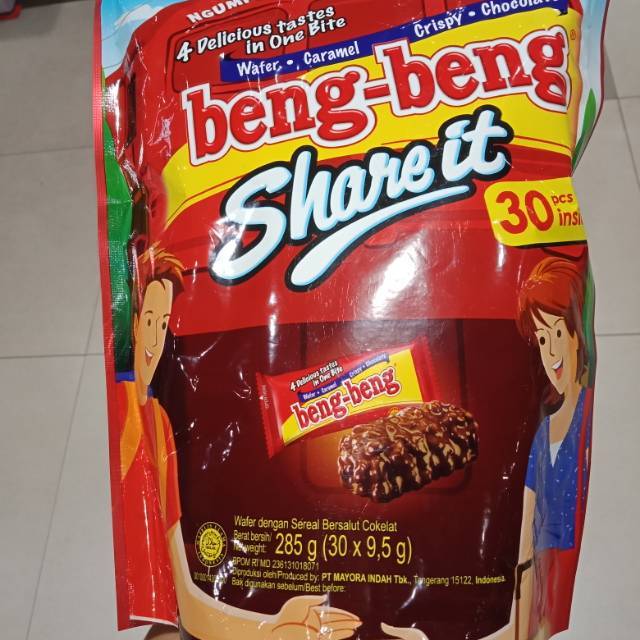 4 Delicious tastes
in One Bite
Wafer • Caramel
Crispy • Chocolate
beng-beng®
Share it
30 pcs
4 Delicious Tastes
in One Bite
Wafer • Caramel
Crispy • Chocolate
beng-beng
Wafer dengan Sereal Bersalut Cokelat
Berat bersih/
Net weight: 285 g (30 x 9,5 g)
BPOM RI MD 236131018071
Diproduksi oleh/Produced by: PT MAYORA INDAH Tbk., Tangerang 15122, Indonesia.
Baik digunakan sebelum/Best before: